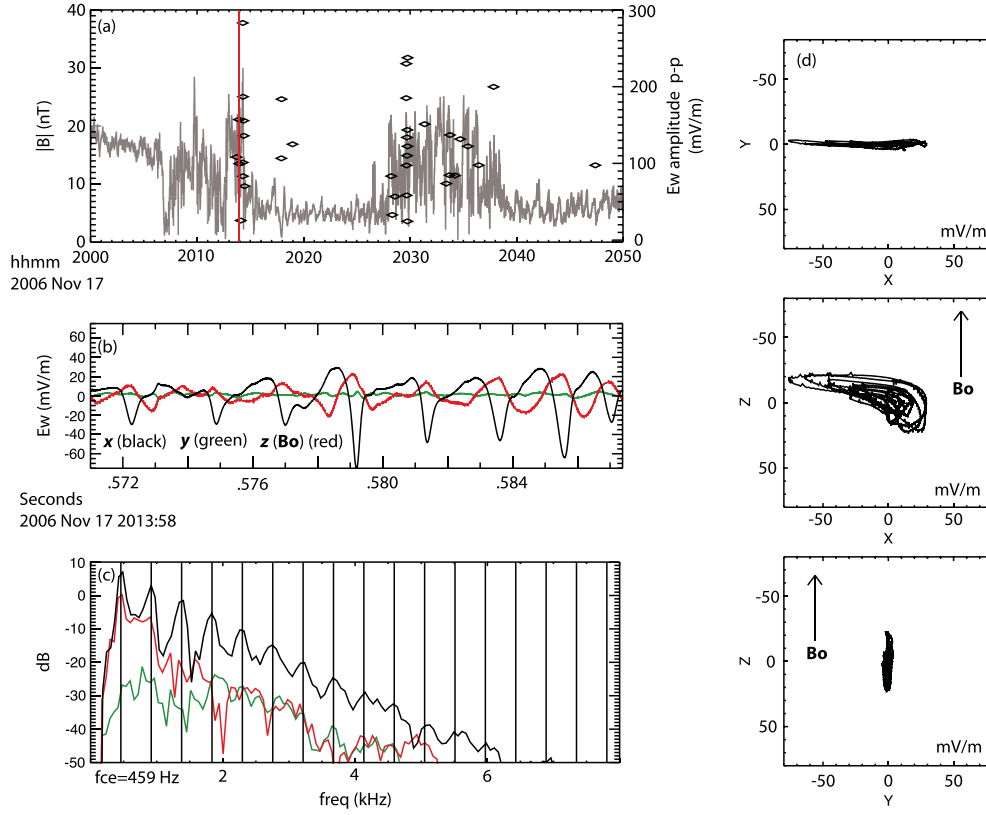 (a)
40
30
20
10
0
|B| (nT)
300
200
100
0
Ew amplitude p-p
(mV/m)
2000
2010
2020
2030
2040
2050
hhmm
2006 Nov 17
(b)
60
40
20
0
-20
-40
-60
Ew (mV/m)
x (black) y (green) z (Bo) (red)
.572
.576
.580
.584
Seconds
2006 Nov 17 2013:58
(c)
10
0
-10
-20
-30
-40
-50
dB
fce=459 Hz
2
4
6
freq (kHz)
(d)
-50
0
50
Y
mV/m
-50
0
50
X
-50
0
50
Z
Bo
mV/m
-50
0
50
X
-50
0
50
Z
Bo
mV/m
-50
0
50
Y